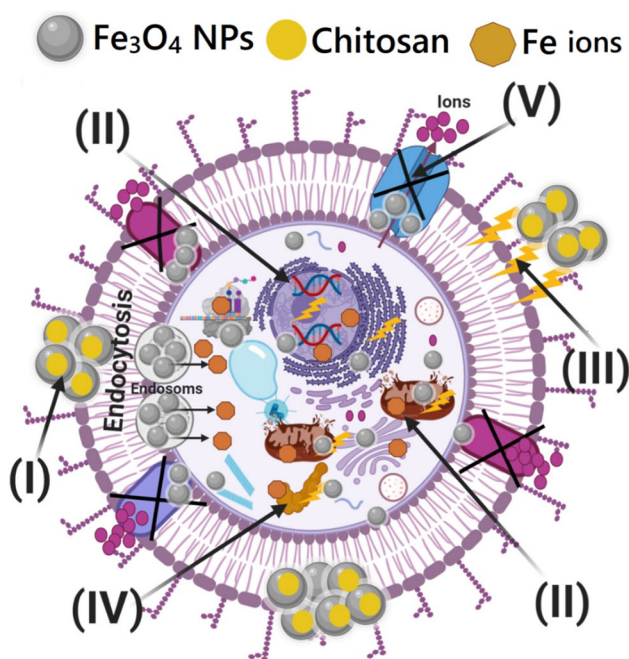 Fe₃O₄ NPs Chitosan Fe ions
Ions
(V)
(II)
(III)
Endocytosis
Endosoms
(I)
(IV)
(II)